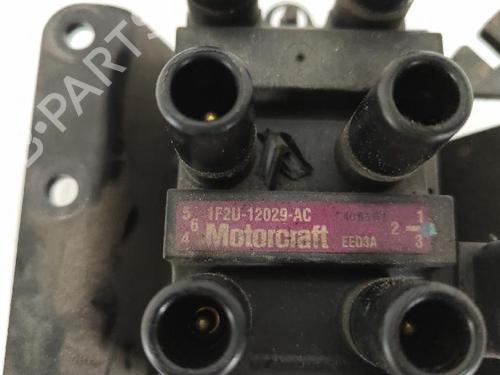 B-PARTS
5 6 4
1F2U-12029-AC
Motorcraft
EED3A
1
2
3